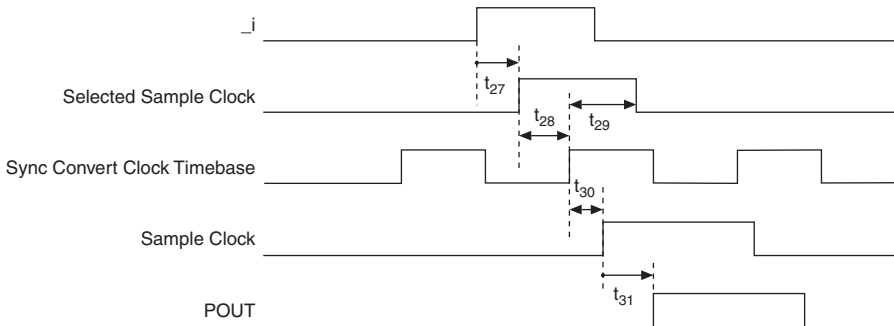 _i
t27
Selected Sample Clock
t28
t29
Sync Convert Clock Timebase
t30
Sample Clock
t31
POUT